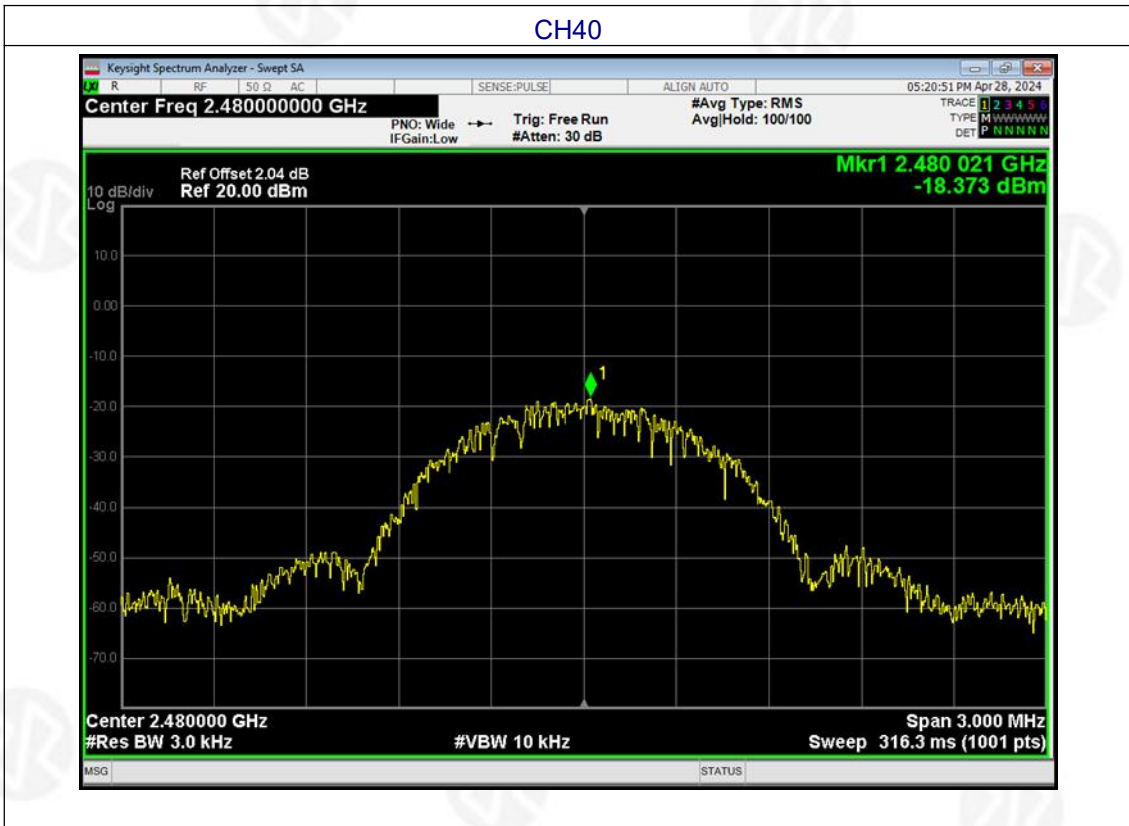 CH40
Keysight Spectrum Analyzer - Swept SA
LXI R RF 50 Ω AC SENSE:PULSE ALIGN AUTO 05:20:51 PM Apr 28, 2024
Center Freq 2.480000000 GHz #Avg Type: RMS TRACE 1 2 3 4 5 6
PNO: Wide Trig: Free Run Avg|Hold: 100/100 TYPE M WWWWW
IFGain:Low #Atten: 30 dB DET P N N N N N
Mkr1 2.480 021 GHz
Ref Offset 2.04 dB
10 dB/div Ref 20.00 dBm -18.373 dBm
Log
10.0
0.00
-10.0
1
-20.0
-30.0
-40.0
-50.0
-60.0
-70.0
Center 2.480000 GHz Span 3.000 MHz
#Res BW 3.0 kHz #VBW 10 kHz Sweep 316.3 ms (1001 pts)
MSG STATUS